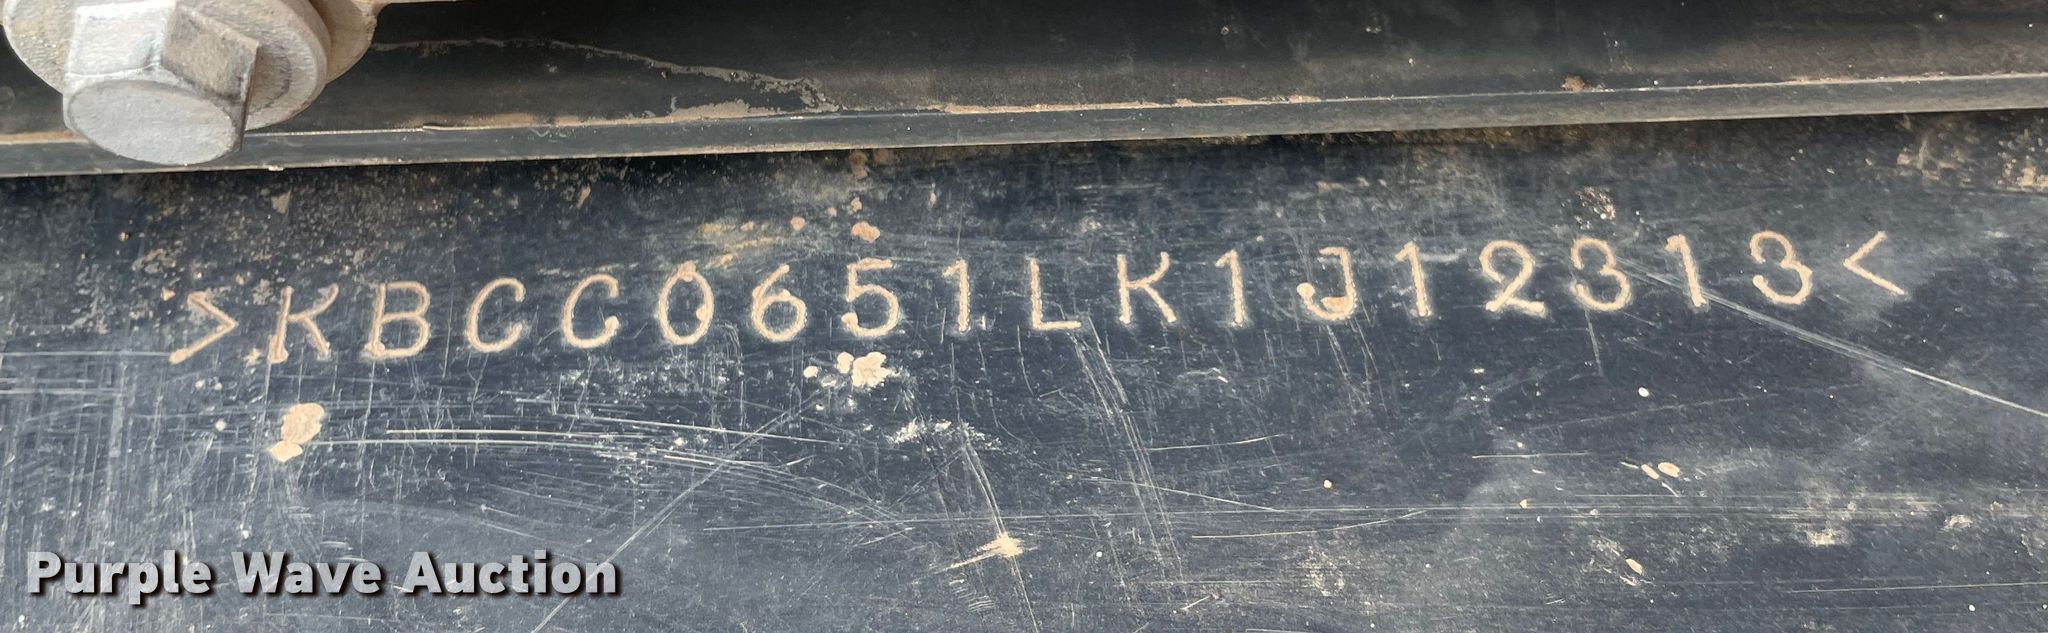 >KBCC0651LK1J12313<
Purple Wave Auction